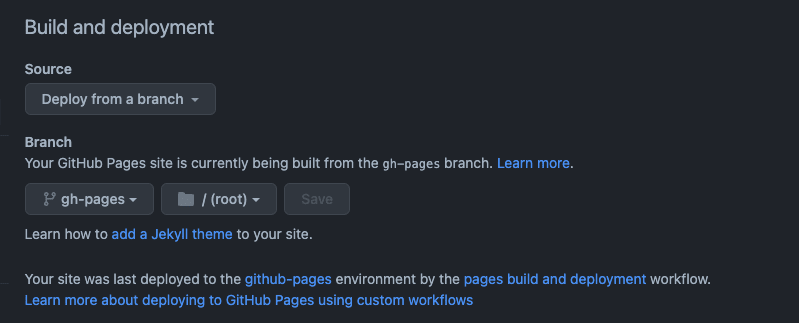 Build and deployment
Source
Deploy from a branch
Branch
Your GitHub Pages site is currently being built from the gh-pages branch. Learn more.
gh-pages / (root) Save
Learn how to add a Jekyll theme to your site.
Your site was last deployed to the github-pages environment by the pages build and deployment workflow.
Learn more about deploying to GitHub Pages using custom workflows